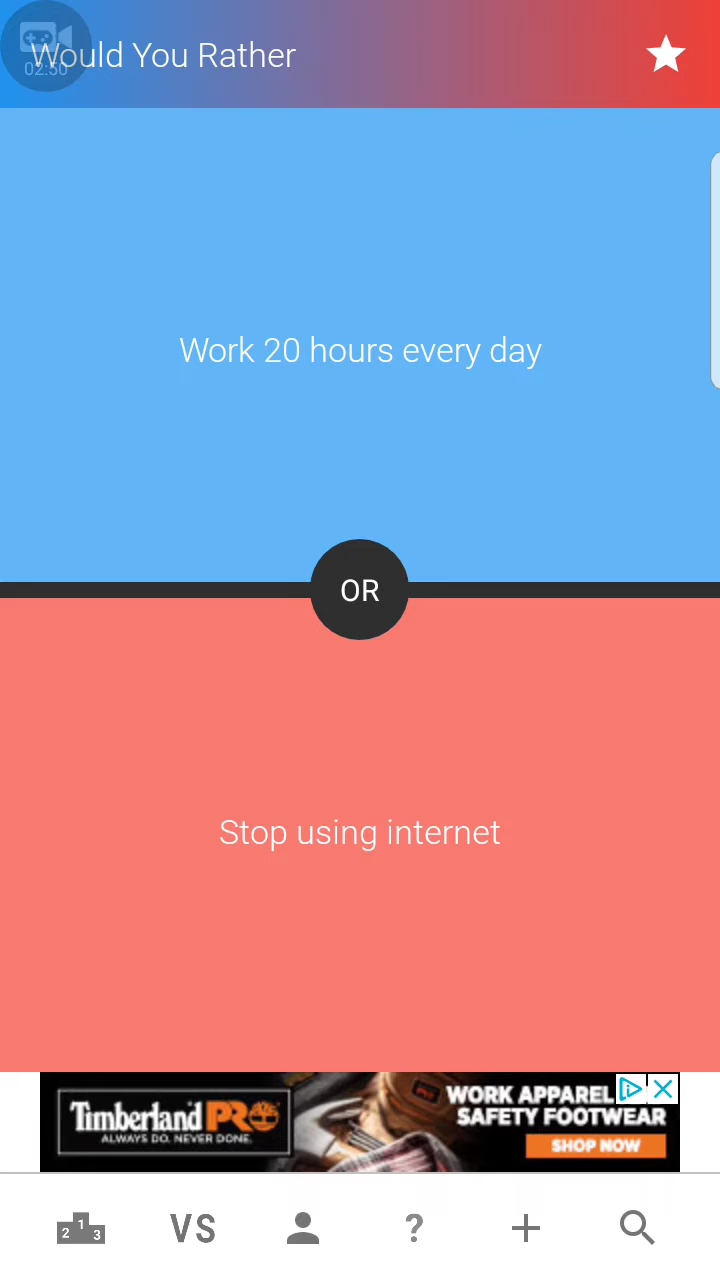 Would You Rather
02:50
Work 20 hours every day
OR
Stop using internet
Timberland PRO
ALWAYS DO. NEVER DONE.
WORK APPAREL
SAFETY FOOTWEAR
SHOP NOW
2 1 3
VS
?